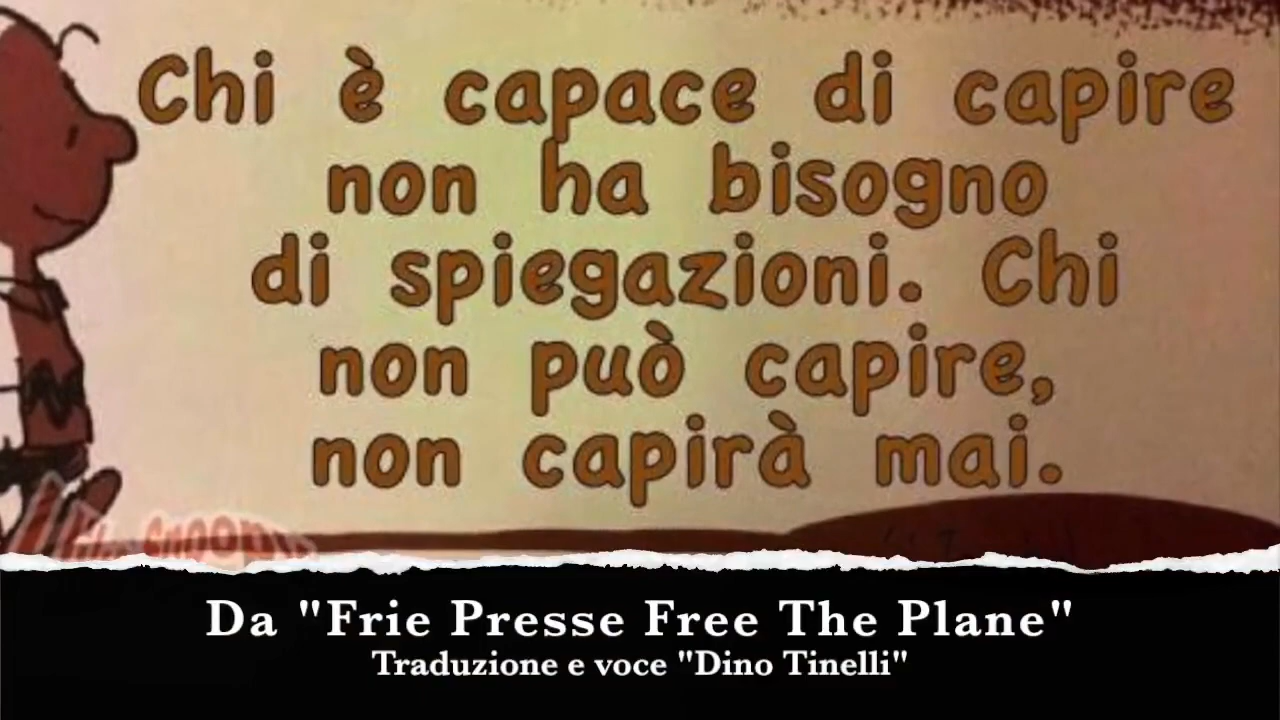 Chi è capace di capire
non ha bisogno
di spiegazioni. Chi
non può capire,
non capirà mai.
Da "Frie Presse Free The Plane"
Traduzione e voce "Dino Tinelli"